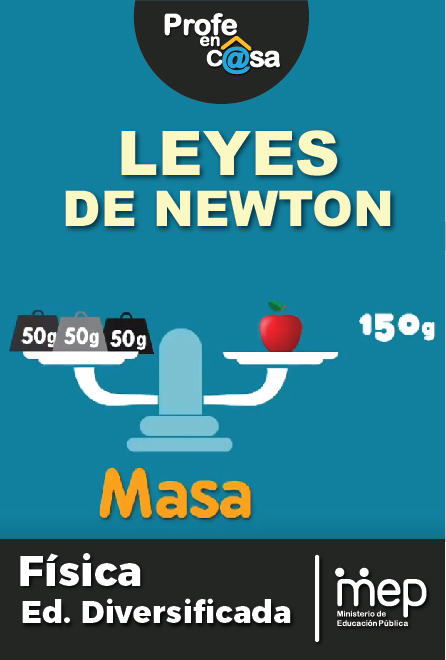 Profe
en
c@sa
LEYES
DE NEWTON
50g 50g 50g
150g
Masa
Física
Ed. Diversificada
mep
Ministerio de
Educación Pública